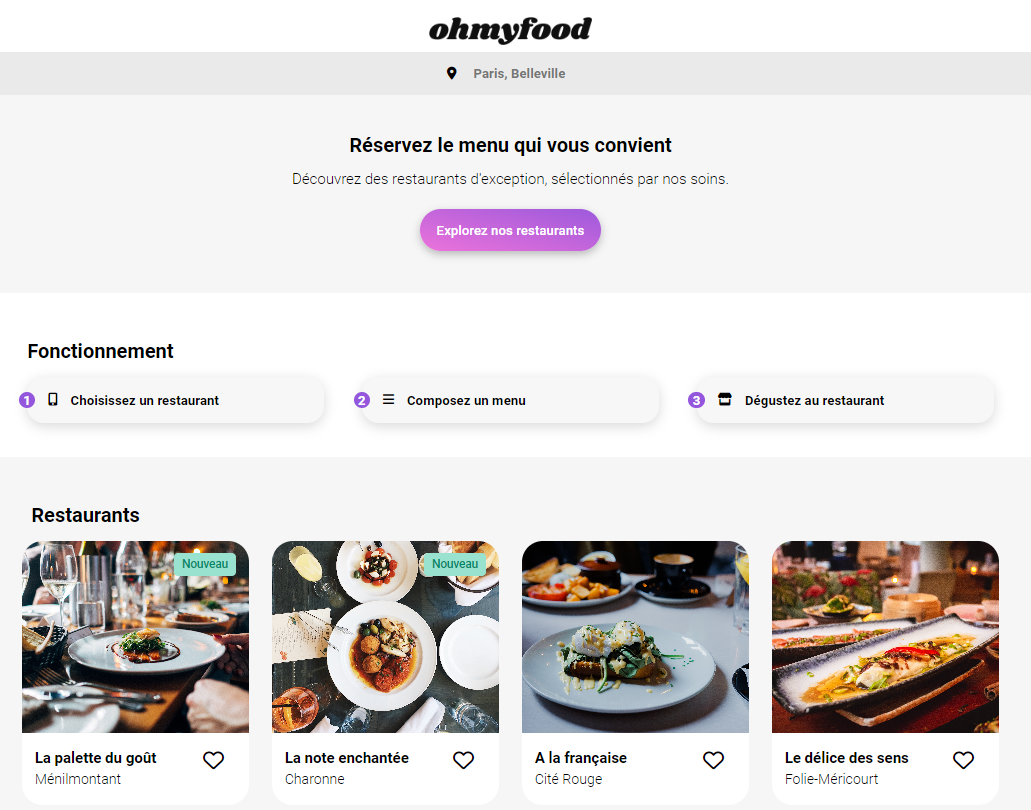 ohmyfood
Paris, Belleville
Réservez le menu qui vous convient
Découvrez des restaurants d'exception, sélectionnés par nos soins.
Explorez nos restaurants
Fonctionnement
1 Choisissez un restaurant
2 Composez un menu
3 Dégustez au restaurant
Restaurants
Nouveau
Nouveau
La palette du goût
Ménilmontant
La note enchantée
Charonne
A la française
Cité Rouge
Le délice des sens
Folie-Méricourt